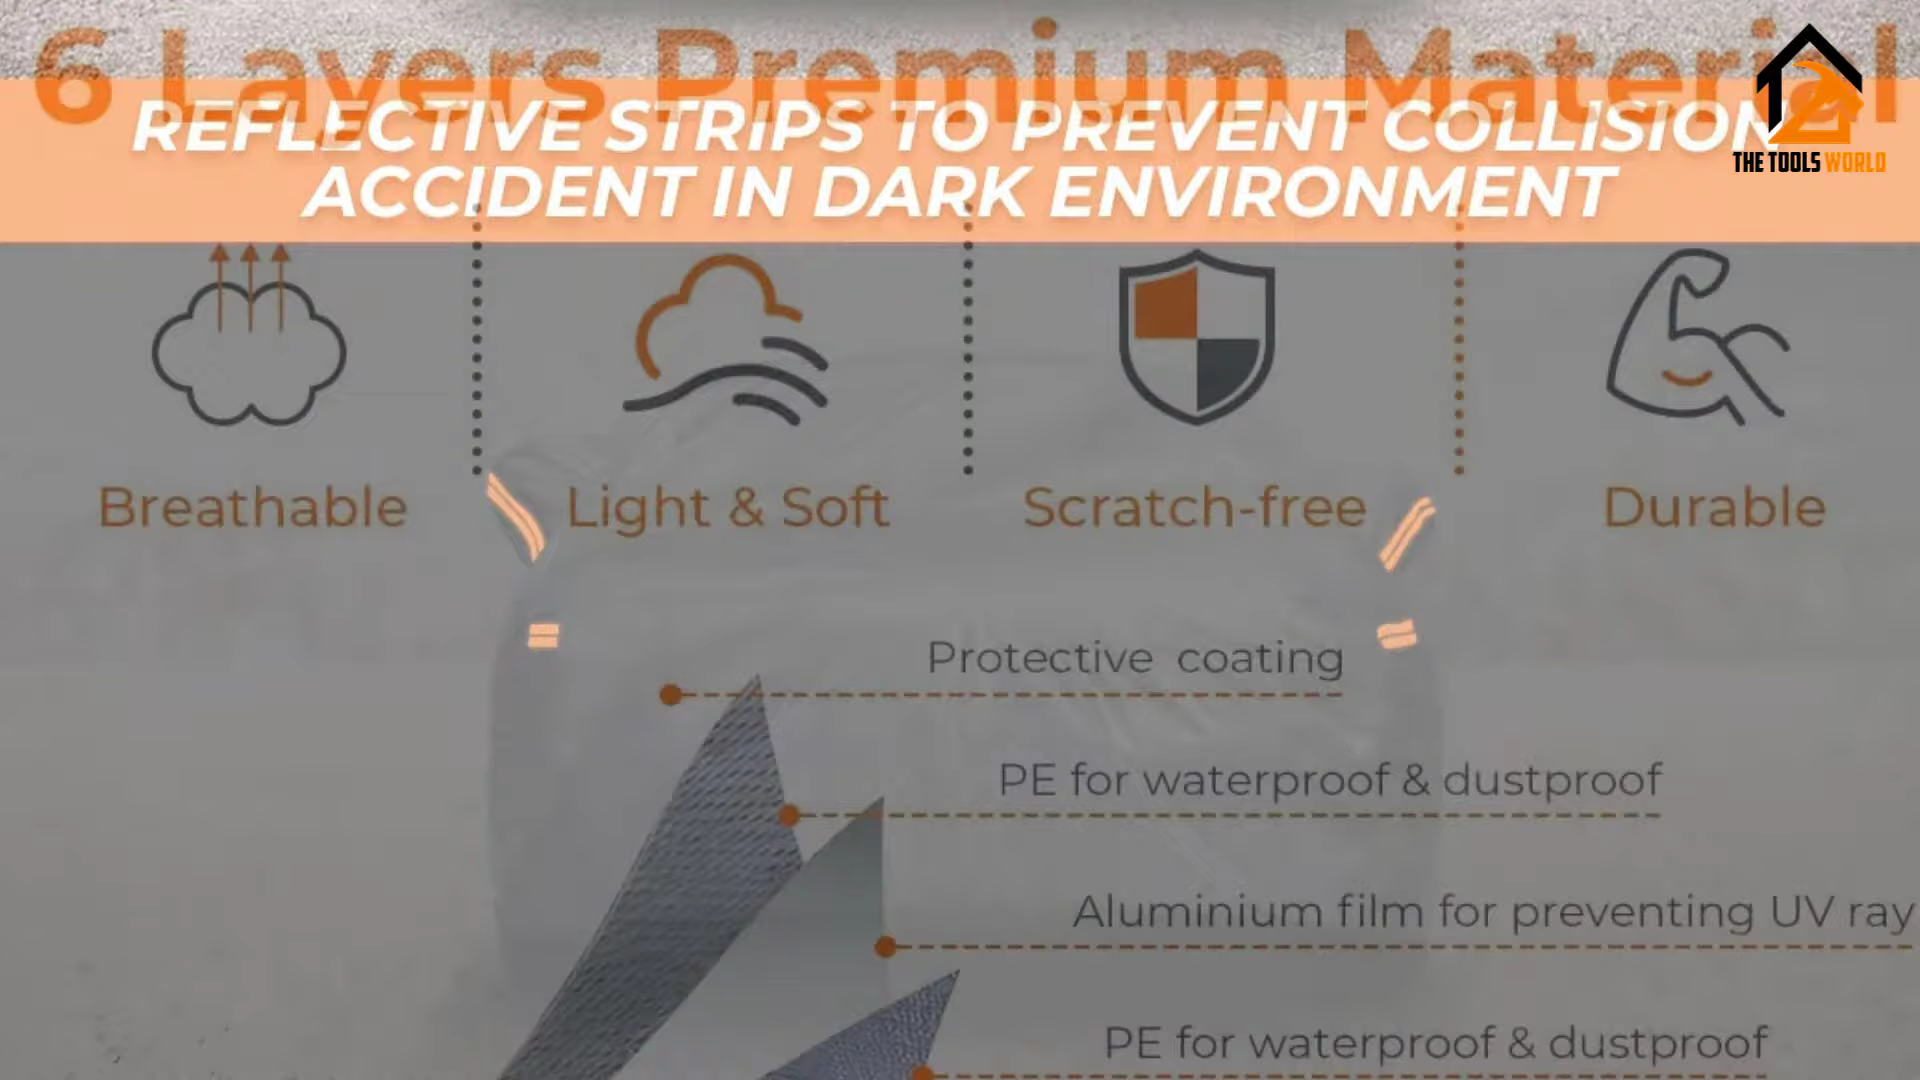 6 Layers Premium Material
REFLECTIVE STRIPS TO PREVENT COLLISION
ACCIDENT IN DARK ENVIRONMENT
THE TOOLS WORLD
Breathable
Light & Soft
Scratch-free
Durable
Protective coating
PE for waterproof & dustproof
Aluminium film for preventing UV ray
PE for waterproof & dustproof